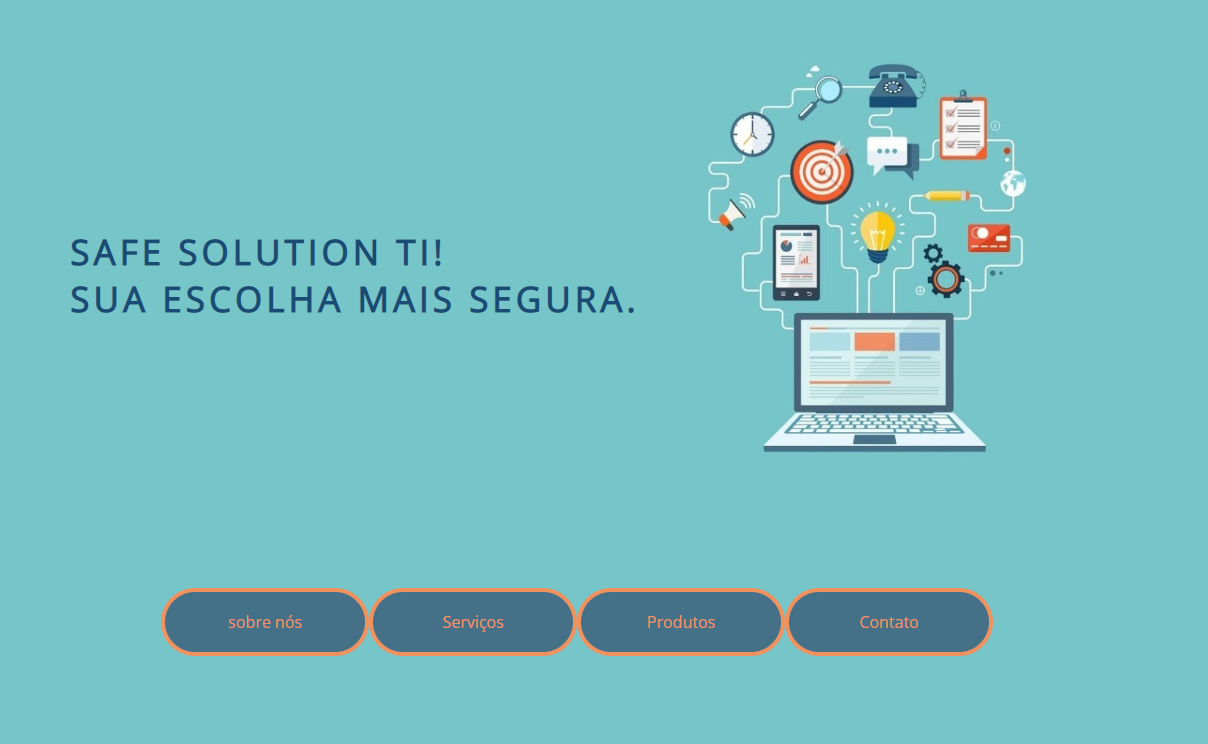 SAFE SOLUTION TI!
SUA ESCOLHA MAIS SEGURA.
sobre nós
Serviços
Produtos
Contato